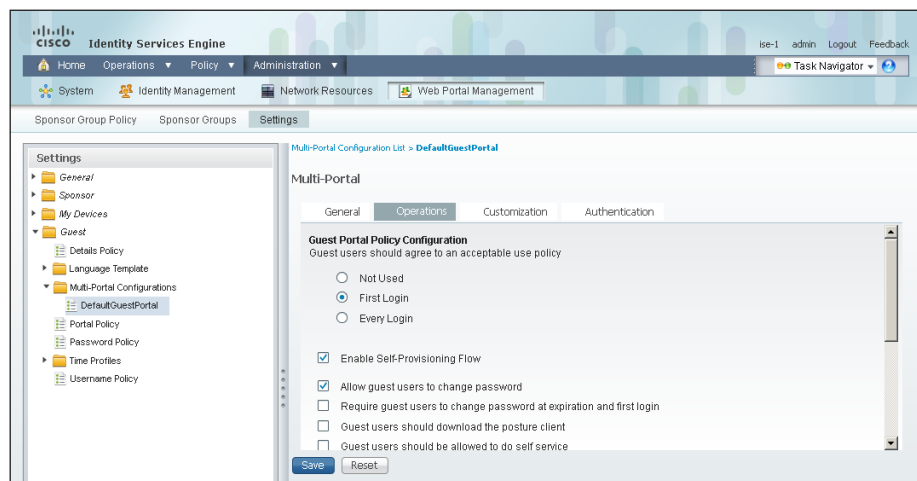 CISCO Identity Services Engine
ise-1 admin Logout Feedback
Home Operations ▼ Policy ▼ Administration ▼
Task Navigator ▼
System Identity Management Network Resources Web Portal Management
Sponsor Group Policy Sponsor Groups Settings
Settings
General
Sponsor
My Devices
Guest
Details Policy
Language Template
Multi-Portal Configurations
DefaultGuestPortal
Portal Policy
Password Policy
Time Profiles
Username Policy
Multi-Portal Configuration List > DefaultGuestPortal
Multi-Portal
General Operations Customization Authentication
Guest Portal Policy Configuration
Guest users should agree to an acceptable use policy
Not Used
First Login
Every Login
Enable Self-Provisioning Flow
Allow guest users to change password
Require guest users to change password at expiration and first login
Guest users should download the posture client
Guest users should be allowed to do self service
Save Reset